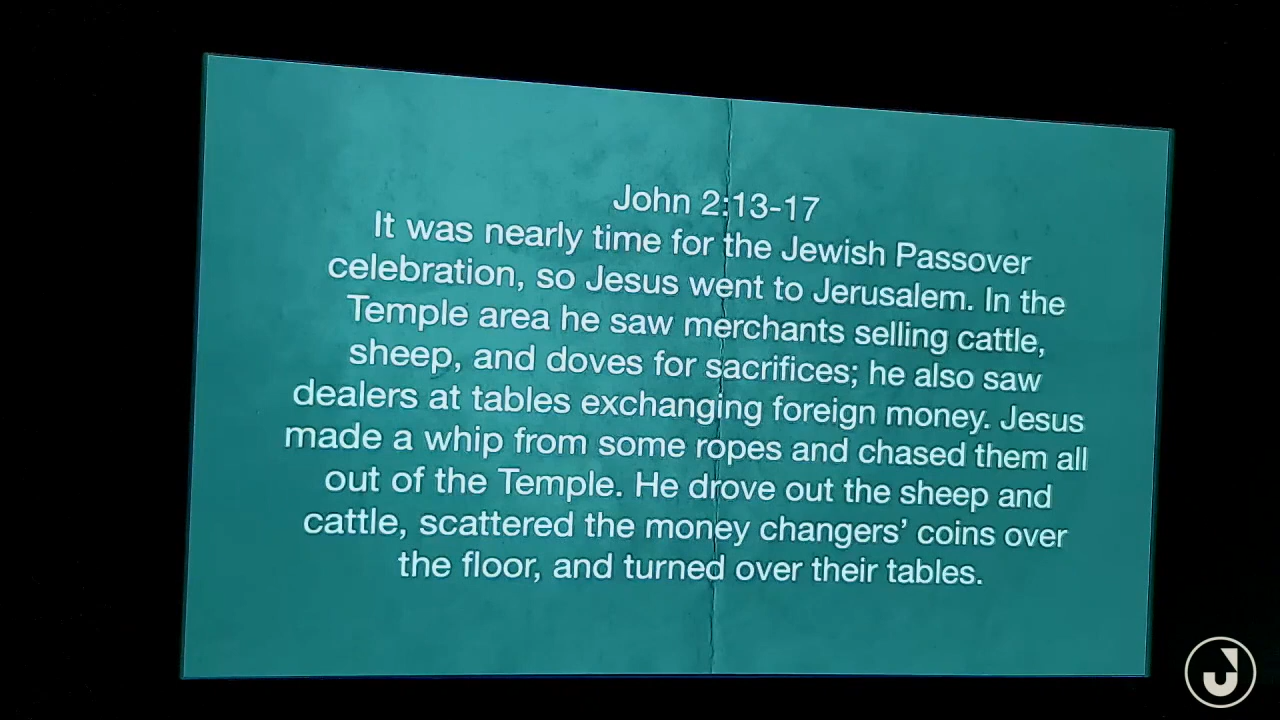 John 2:13-17
It was nearly time for the Jewish Passover
celebration, so Jesus went to Jerusalem. In the
Temple area he saw merchants selling cattle,
sheep, and doves for sacrifices; he also saw
dealers at tables exchanging foreign money. Jesus
made a whip from some ropes and chased them all
out of the Temple. He drove out the sheep and
cattle, scattered the money changers’ coins over
the floor, and turned over their tables.